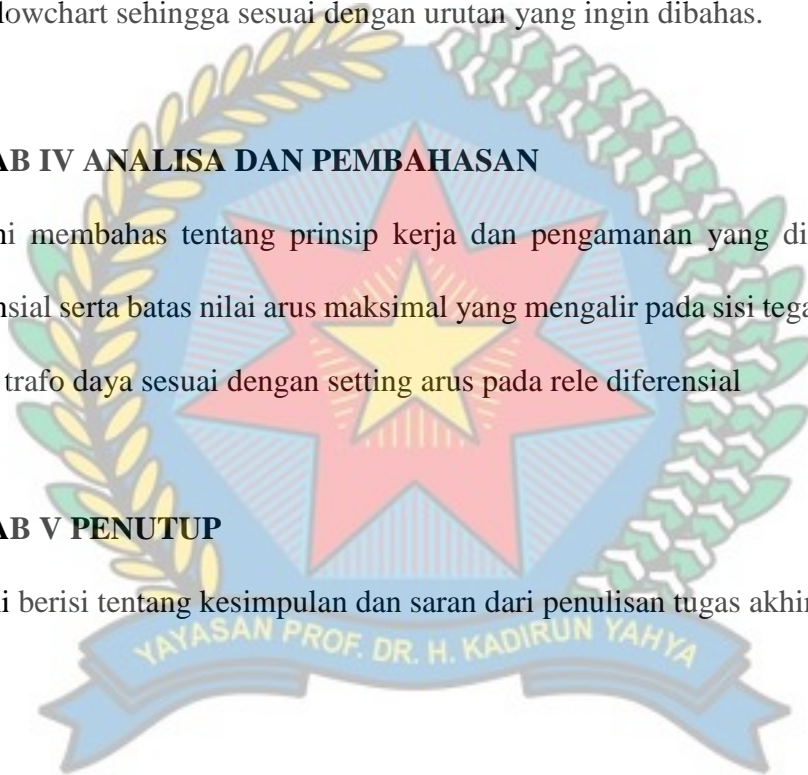 lowchart sehingga sesuai dengan urutan yang ingin dibahas.
AB IV ANALISA DAN PEMBAHASAN
ni membahas tentang prinsip kerja dan pengamanan yang di
nsial serta batas nilai arus maksimal yang mengalir pada sisi tega
trafo daya sesuai dengan setting arus pada rele diferensial
AB V PENUTUP
i berisi tentang kesimpulan dan saran dari penulisan tugas akhir
YAYASAN PROF. DR. H. KADIRUN YAHYA